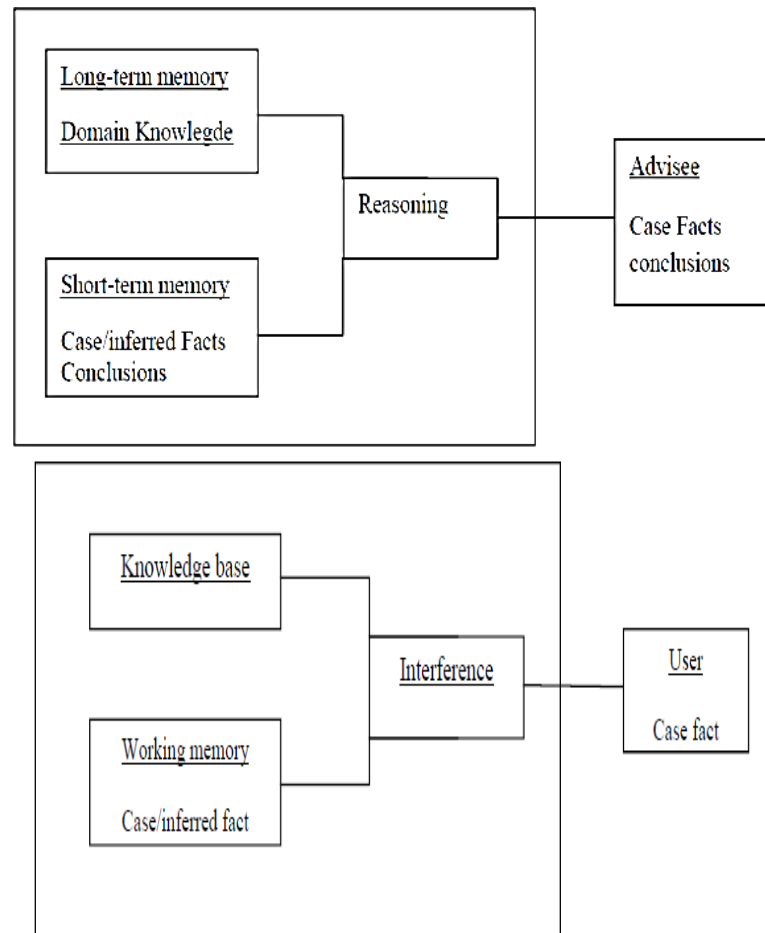 Long-term memory
Domain Knowlegde
Reasoning
Short-term memory
Case/inferred Facts
Conclusions
Advisee
Case Facts
conclusions
Knowledge base
Interference
Working memory
Case/inferred fact
User
Case fact